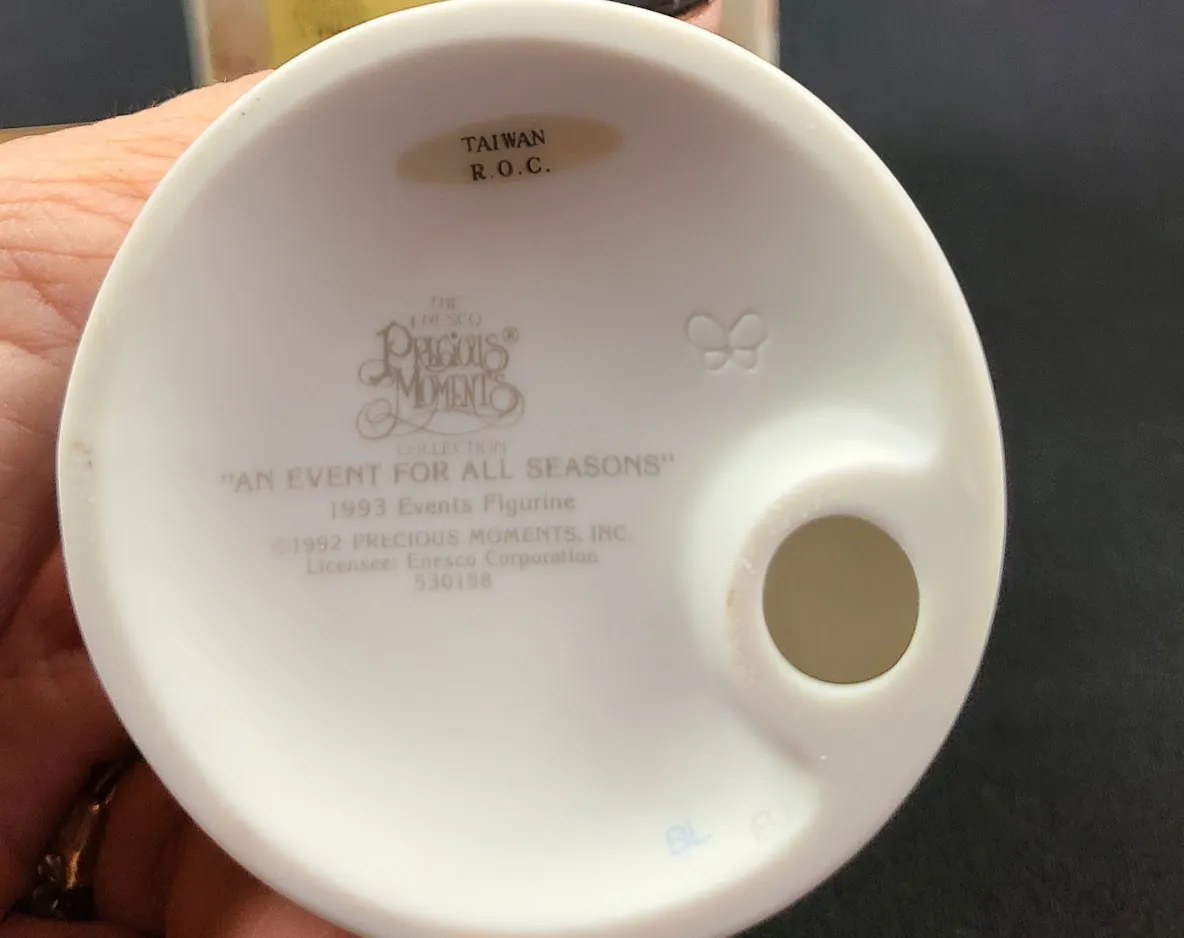 TAIWAN
R.O.C.
THE
ENESCO
PRECIOUS
MOMENTS®
COLLECTION
"AN EVENT FOR ALL SEASONS"
1993 Events Figurine
©1992 PRECIOUS MOMENTS, INC.
Licensee: Enesco Corporation
530158
BL